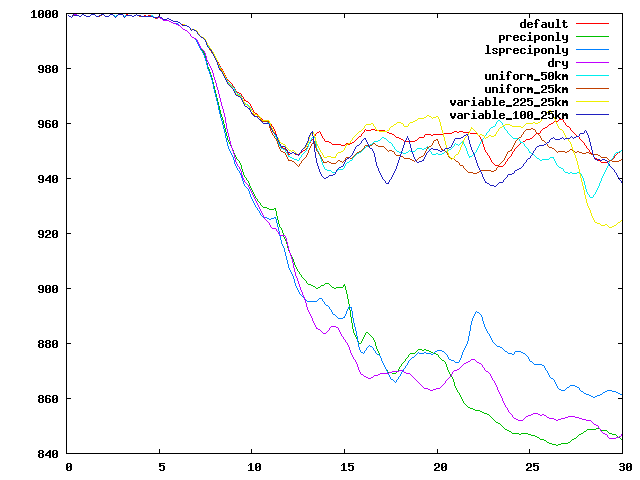 1000
980
960
940
920
900
880
860
840
default
preciponly
lspreciponly
dry
uniform_50km
uniform_25km
variable_225_25km
variable_100_25km
0 5 10 15 20 25 30